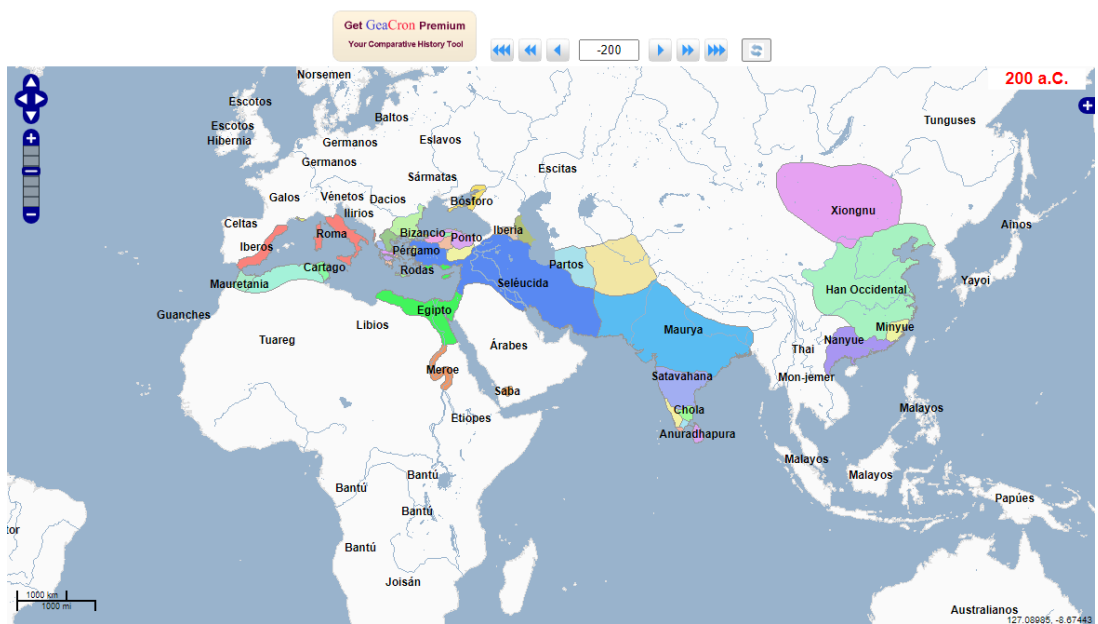 Get GeaCron Premium
Your Comparative History Tool
-200
200 a.C.
Norsemen
Escotos
Baltos
Tunguses
Escotos
Hibernia
Germanos
Eslavos
Germanos
Escitas
Sármatas
Galos
Vénetos
Dacios
Bósforo
Xiongnu
Ilirios
Celtas
Roma
Bizancio
Ponto
Iberia
Ainos
Iberos
Pérgamo
Cartago
Rodas
Partos
Mauretania
Seléucida
Han Occidental
Yayoi
Guanches
Libios
Egipto
Maurya
Minyue
Nanyue
Tuareg
Árabes
Thai
Meroe
Satavahana
Mon-jemer
Saba
Etíopes
Chola
Malayos
Anuradhapura
Malayos
Malayos
Bantú
Bantú
Papúes
Bantú
tor
Bantú
Joisán
1000 km
1000 mi
Australianos
127.08985, -8.67443